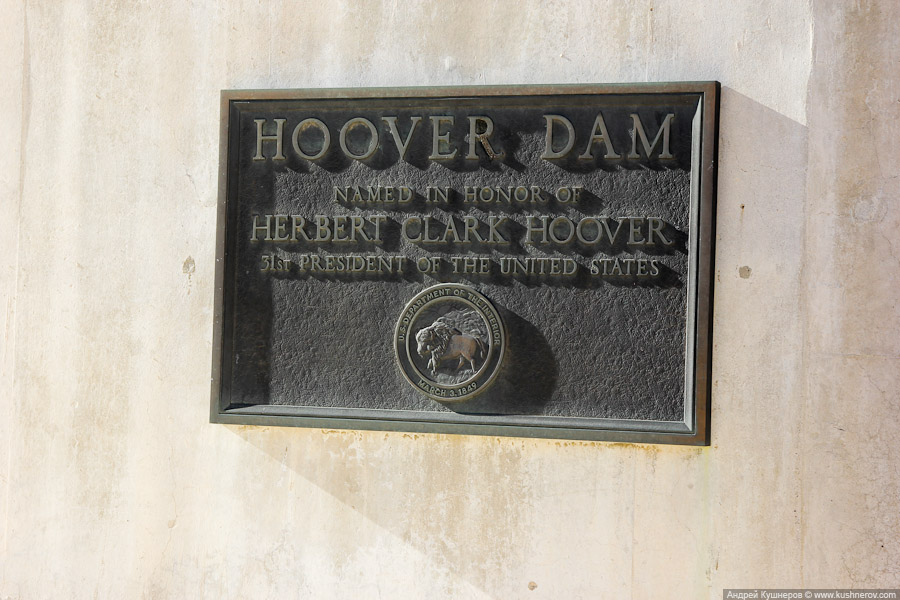 HOOVER DAM
NAMED IN HONOR OF
HERBERT CLARK HOOVER
31ST PRESIDENT OF THE UNITED STATES
U.S. DEPARTMENT OF THE INTERIOR
MARCH 3, 1849
Андрей Кушнеров © www.kushnerov.com